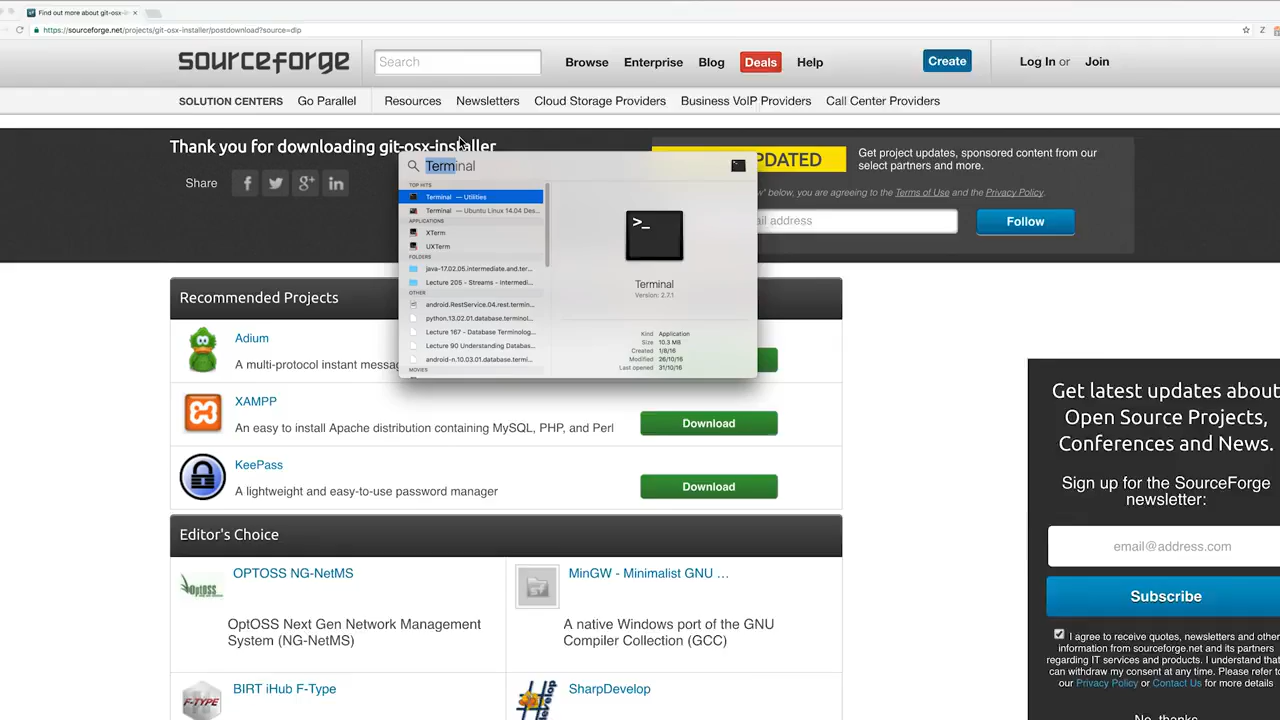 Find out more about git-osx-i
https://sourceforge.net/projects/git-osx-installer/postdownload?source=dip
sourceforge
Search
Browse
Enterprise
Blog
Deals
Help
Create
Log In or Join
SOLUTION CENTERS
Go Parallel
Resources
Newsletters
Cloud Storage Providers
Business VoIP Providers
Call Center Providers
Thank you for downloading git-osx-installer
Share
PDATED
Get project updates, sponsored content from our
select partners and more.
w' below, you are agreeing to the Terms of Use and the Privacy Policy.
ail address
Follow
Terminal
TOP HITS
Terminal — Utilities
Terminal — Ubuntu Linux 14.04 Des...
APPLICATIONS
XTerm
UXTerm
FOLDERS
java-17.02.05.intermediate.and.ter...
Lecture 205 - Streams - Intermedi...
OTHER
android.RestService.04.rest.termin...
python.13.02.01.database.terminol...
Lecture 167 - Database Terminolog...
Lecture 90 Understanding Databas...
android-n.10.03.01.database.termi...
MOVIES
>_
Terminal
Version: 2.7.1
Kind Application
Size 10.3 MB
Created 1/8/16
Modified 26/10/16
Last opened 31/10/16
Recommended Projects
Adium
A multi-protocol instant messa
XAMPP
An easy to install Apache distribution containing MySQL, PHP, and Perl
Download
KeePass
A lightweight and easy-to-use password manager
Download
Editor's Choice
OPTOSS NG-NetMS
OptOSS
OptOSS Next Gen Network Management
System (NG-NetMS)
MinGW - Minimalist GNU …
A native Windows port of the GNU
Compiler Collection (GCC)
BIRT iHub F-Type
F-TYPE
SharpDevelop
develop
Get latest updates about
Open Source Projects,
Conferences and News.
Sign up for the SourceForge
newsletter:
email@address.com
Subscribe
I agree to receive quotes, newsletters and other
information from sourceforge.net and its partners
regarding IT services and products. I understand that
can withdraw my consent at any time. Please refer to
our Privacy Policy or Contact Us for more details
No, thanks